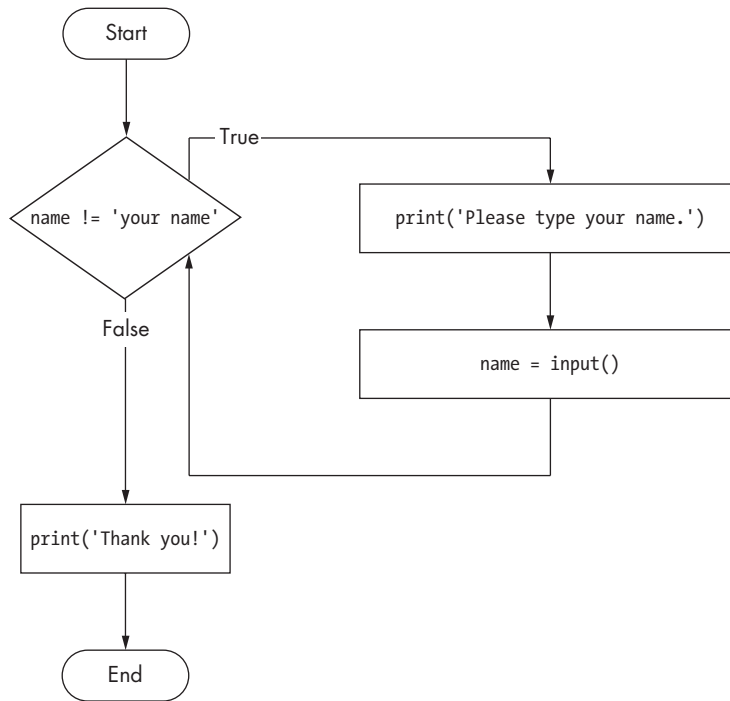 Start
True
name != 'your name'
print('Please type your name.')
False
name = input()
print('Thank you!')
End